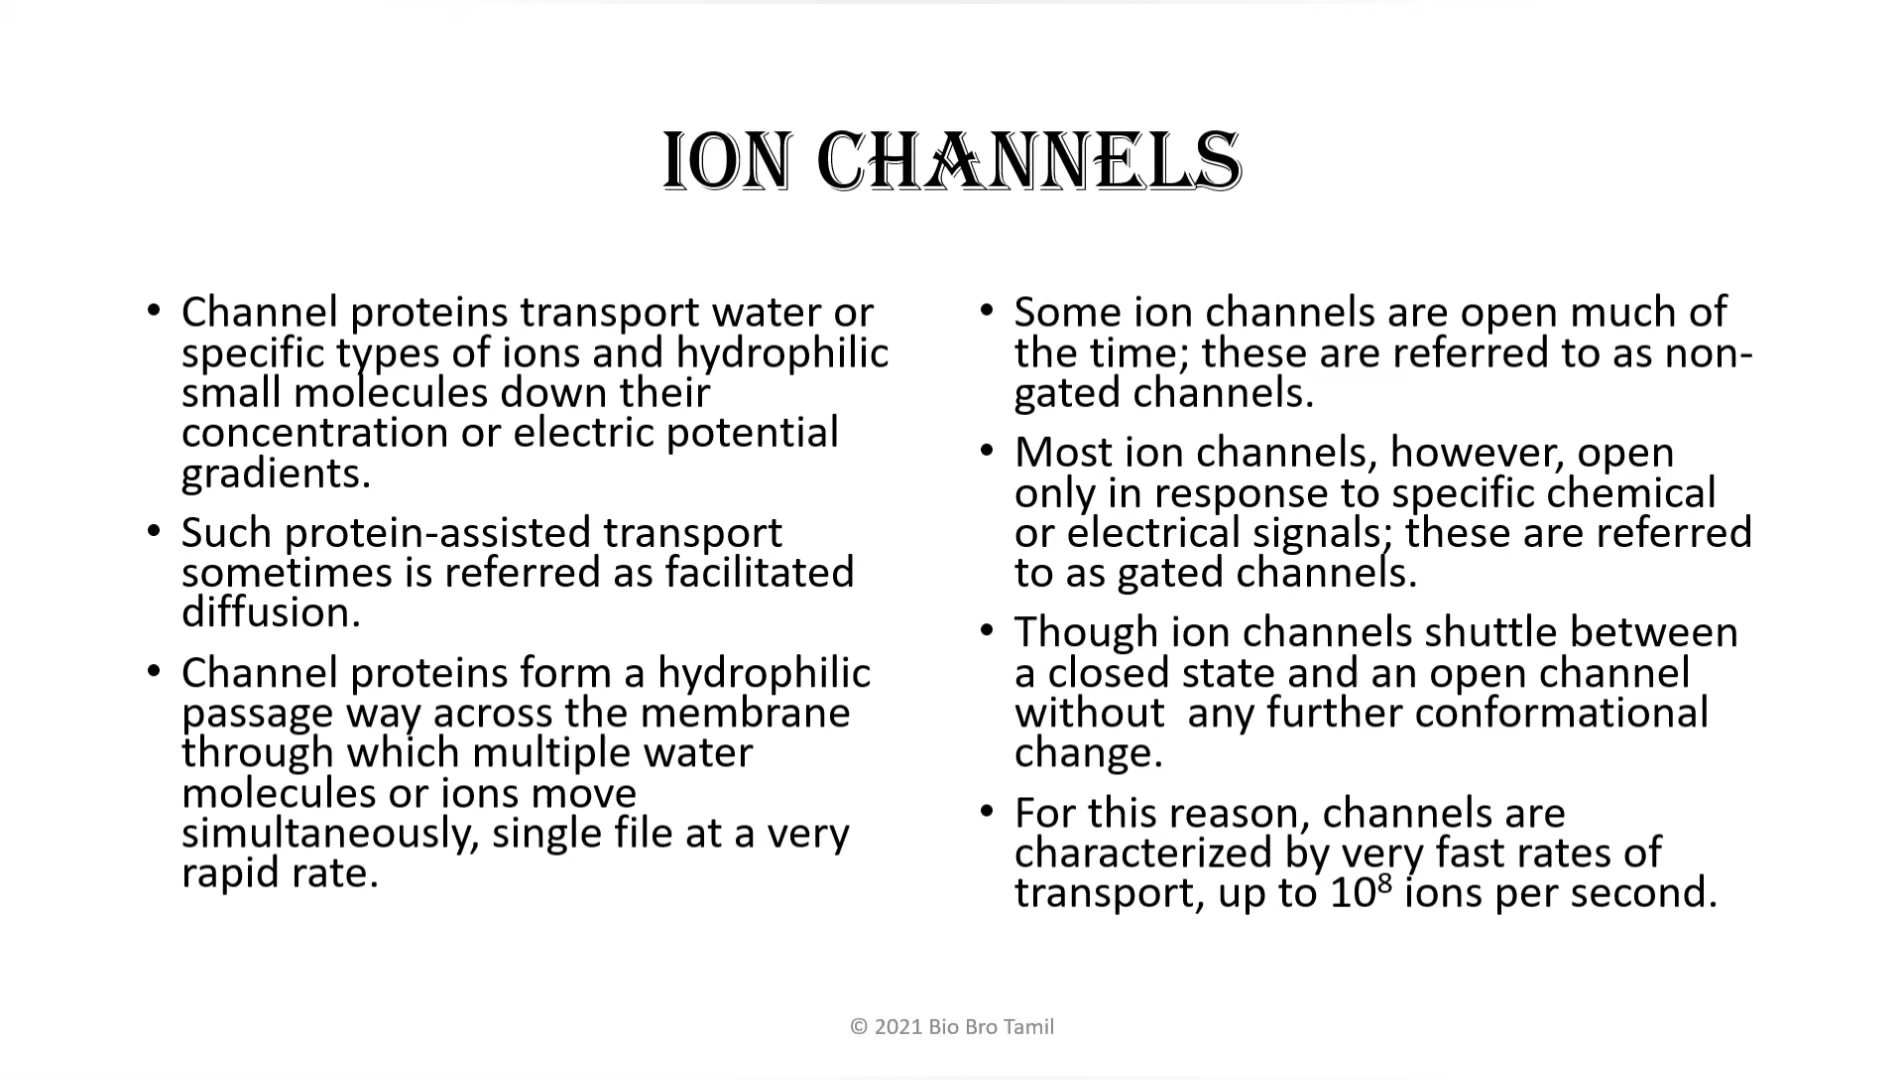 ION CHANNELS
• Channel proteins transport water or
specific types of ions and hydrophilic
small molecules down their
concentration or electric potential
gradients.
• Such protein-assisted transport
sometimes is referred as facilitated
diffusion.
• Channel proteins form a hydrophilic
passage way across the membrane
through which multiple water
molecules or ions move
simultaneously, single file at a very
rapid rate.
• Some ion channels are open much of
the time; these are referred to as non-
gated channels.
• Most ion channels, however, open
only in response to specific chemical
or electrical signals; these are referred
to as gated channels.
• Though ion channels shuttle between
a closed state and an open channel
without  any further conformational
change.
• For this reason, channels are
characterized by very fast rates of
transport, up to 10⁸ ions per second.
© 2021 Bio Bro Tamil